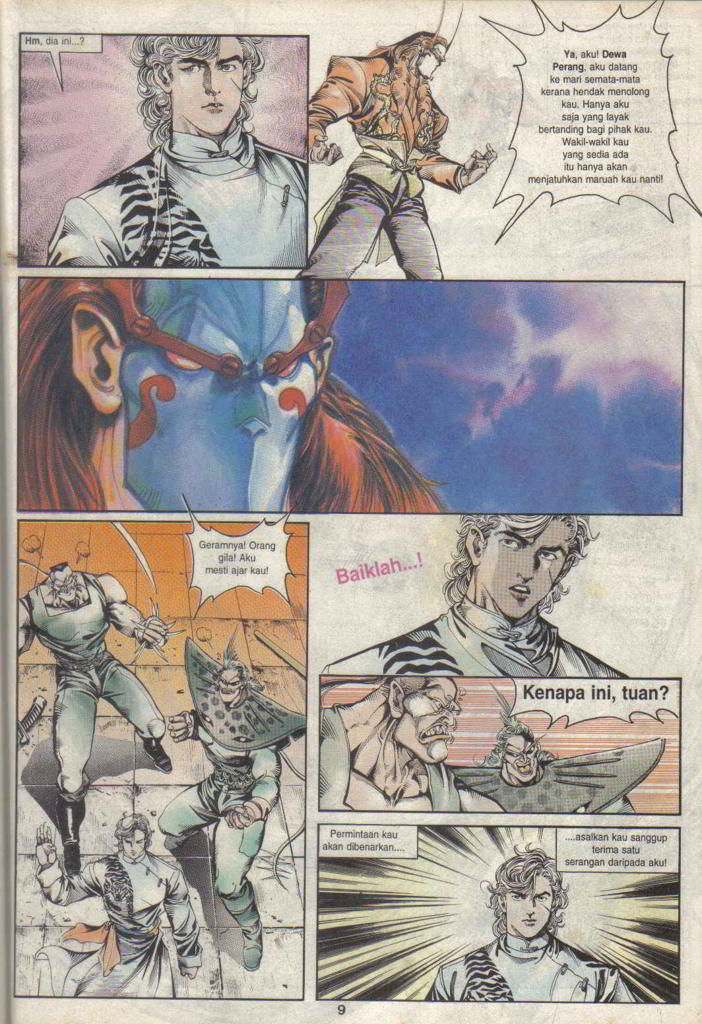 Hm, dia ini...?
Ya, aku! Dewa
Perang, aku datang
ke mari semata-mata
kerana hendak menolong
kau. Hanya aku
saja yang layak
bertanding bagi pihak kau.
Wakil-wakil kau
yang sedia ada
itu hanya akan
menjatuhkan maruah kau nanti!
Geramnya! Orang
gila! Aku
mesti ajar kau!
Baiklah...!
Kenapa ini, tuan?
Permintaan kau
akan dibenarkan....
....asalkan kau sanggup
terima satu
serangan daripada aku!
9